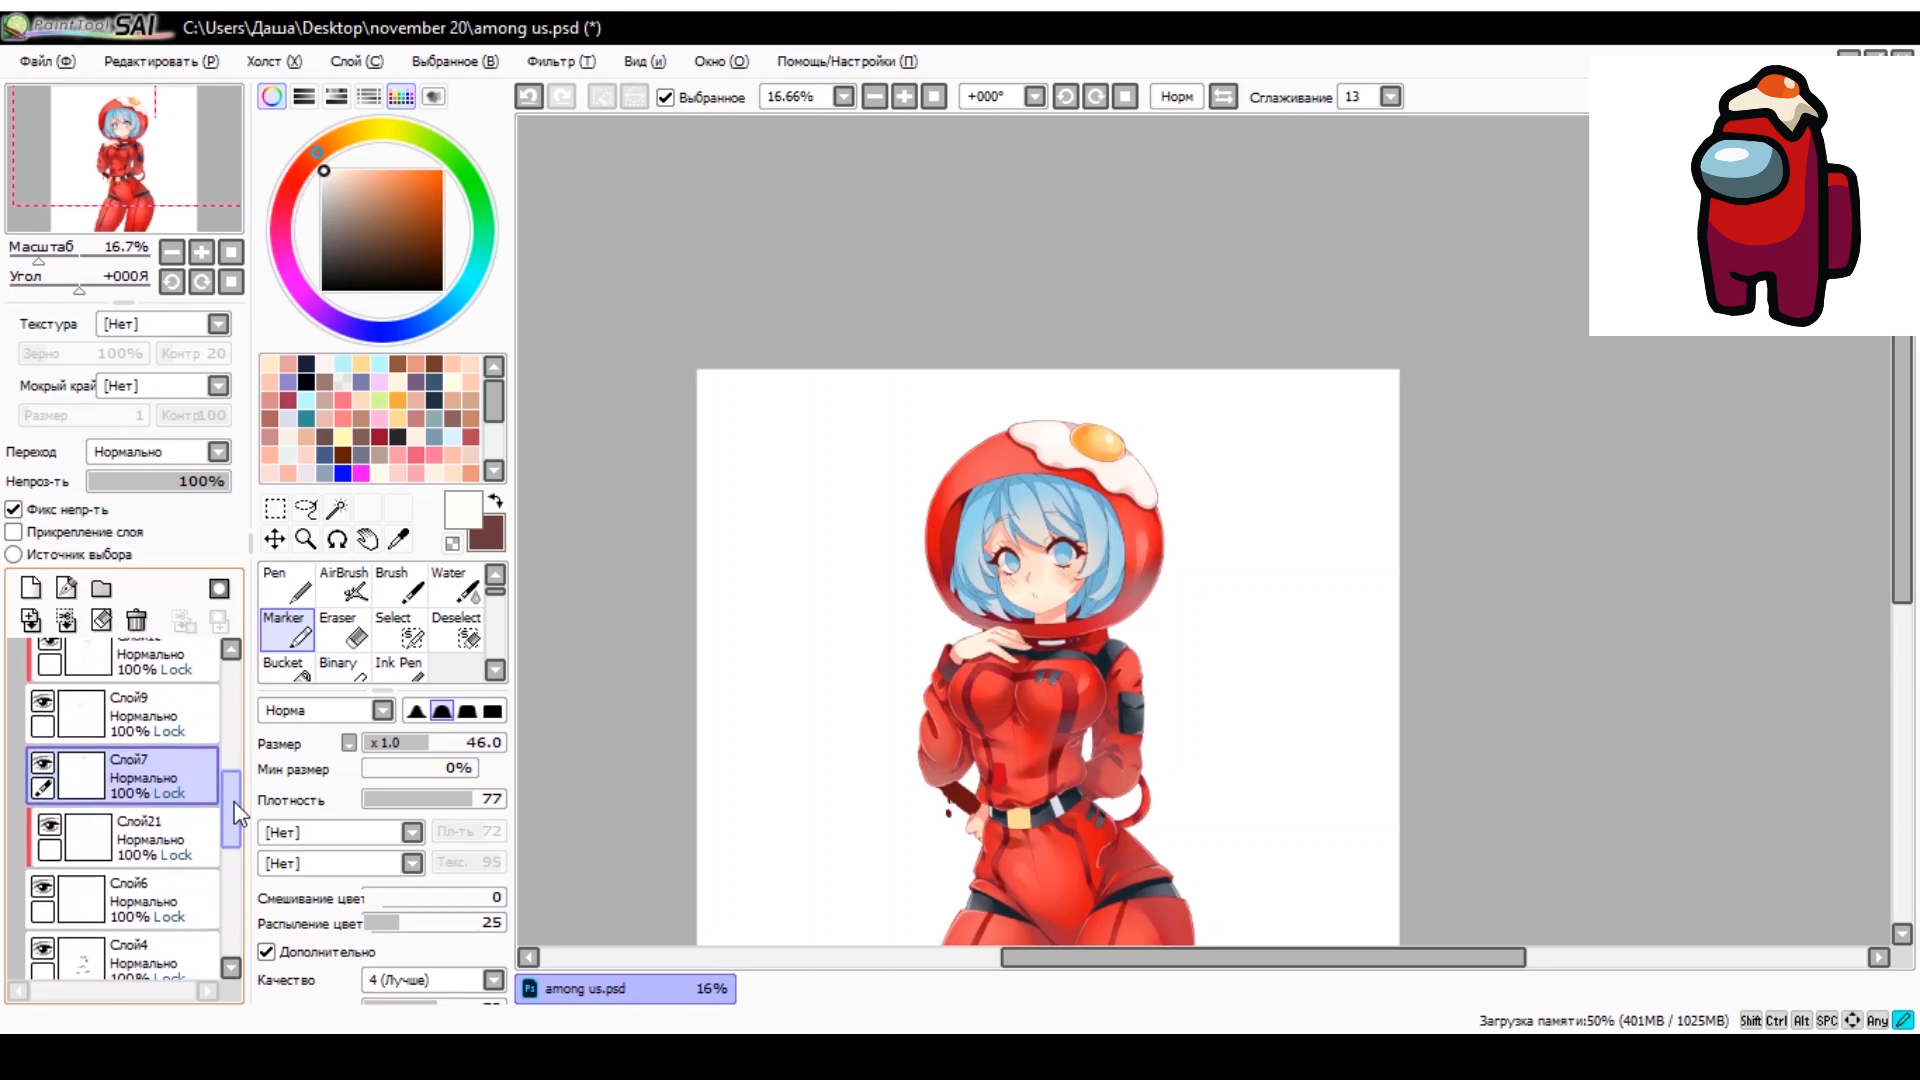 PaintTool SAI C:\Users\Даша\Desktop\november 20\among us.psd (*)
Файл (Ф) Редактировать (Р) Холст (Х) Слой (С) Выбранное (В) Фильтр (Т) Вид (и) Окно (О) Помощь/Настройки (П)
Выбранное 16.66% +000° Норм Сглаживание 13
Масштаб 16.7%
Угол +000Я
Текстура [Нет]
Зерно 100% Контр 20
Мокрый край [Нет]
Размер 1 Контр100
Переход Нормально
Непроз-ть 100%
Фикс непр-ть
Прикрепление слоя
Источник выбора
Слой12
Нормально
100% Lock
Слой9
Нормально
100% Lock
Слой7
Нормально
100% Lock
Слой21
Нормально
100% Lock
Слой6
Нормально
100% Lock
Слой4
Нормально
100% Lock
Pen AirBrush Brush Water
Marker Eraser Select Deselect
Bucket Binary Ink Pen
Норма
Размер x 1.0 46.0
Мин размер 0%
Плотность 77
[Нет] Пл-ть 72
[Нет] Текс. 95
Смешивание цвет 0
Распыление цвет 25
Дополнительно
Качество 4 (Лучше)
among us.psd 16%
Загрузка памяти:50% (401MB / 1025MB) Shift Ctrl Alt SPC Any